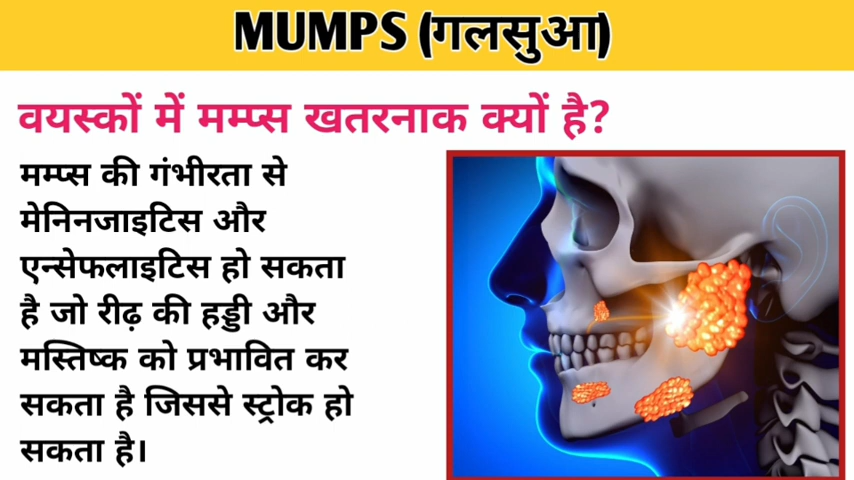 MUMPS (गलसुआ)
वयस्कों में मम्प्स खतरनाक क्यों है?
मम्प्स की गंभीरता से
मेनिनजाइटिस और
एन्सेफलाइटिस हो सकता
है जो रीढ़ की हड्डी और
मस्तिष्क को प्रभावित कर
सकता है जिससे स्ट्रोक हो
सकता है।